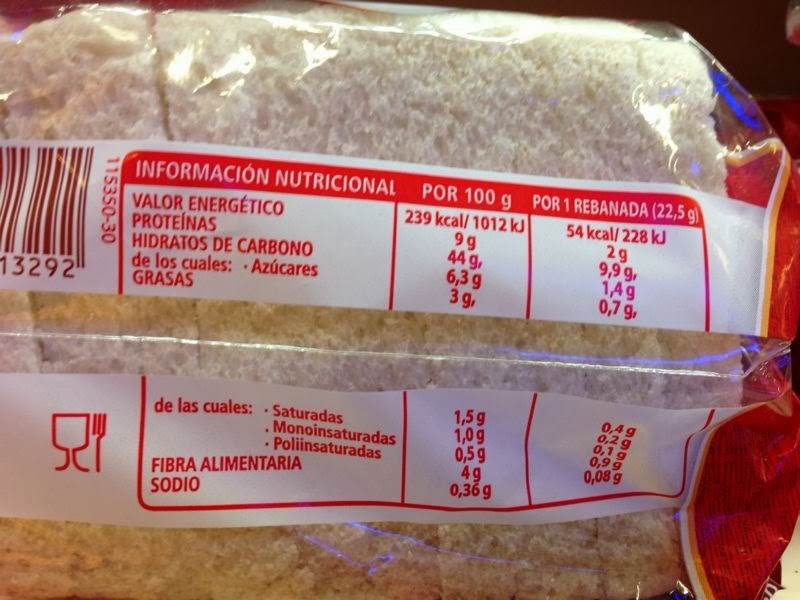 115350-30
13292
INFORMACIÓN NUTRICIONAL POR 100 g POR 1 REBANADA (22,5 g)
VALOR ENERGÉTICO 239 kcal/ 1012 kJ 54 kcal/ 228 kJ
PROTEÍNAS 9 g 2 g
HIDRATOS DE CARBONO 44 g, 9,9 g,
de los cuales: · Azúcares 6,3 g 1,4 g
GRASAS 3 g, 0,7 g,
de las cuales: · Saturadas 1,5 g 0,4 g
· Monoinsaturadas 1,0 g 0,2 g
· Poliinsaturadas 0,5 g 0,1 g
FIBRA ALIMENTARIA 4 g 0,9 g
SODIO 0,36 g 0,08 g